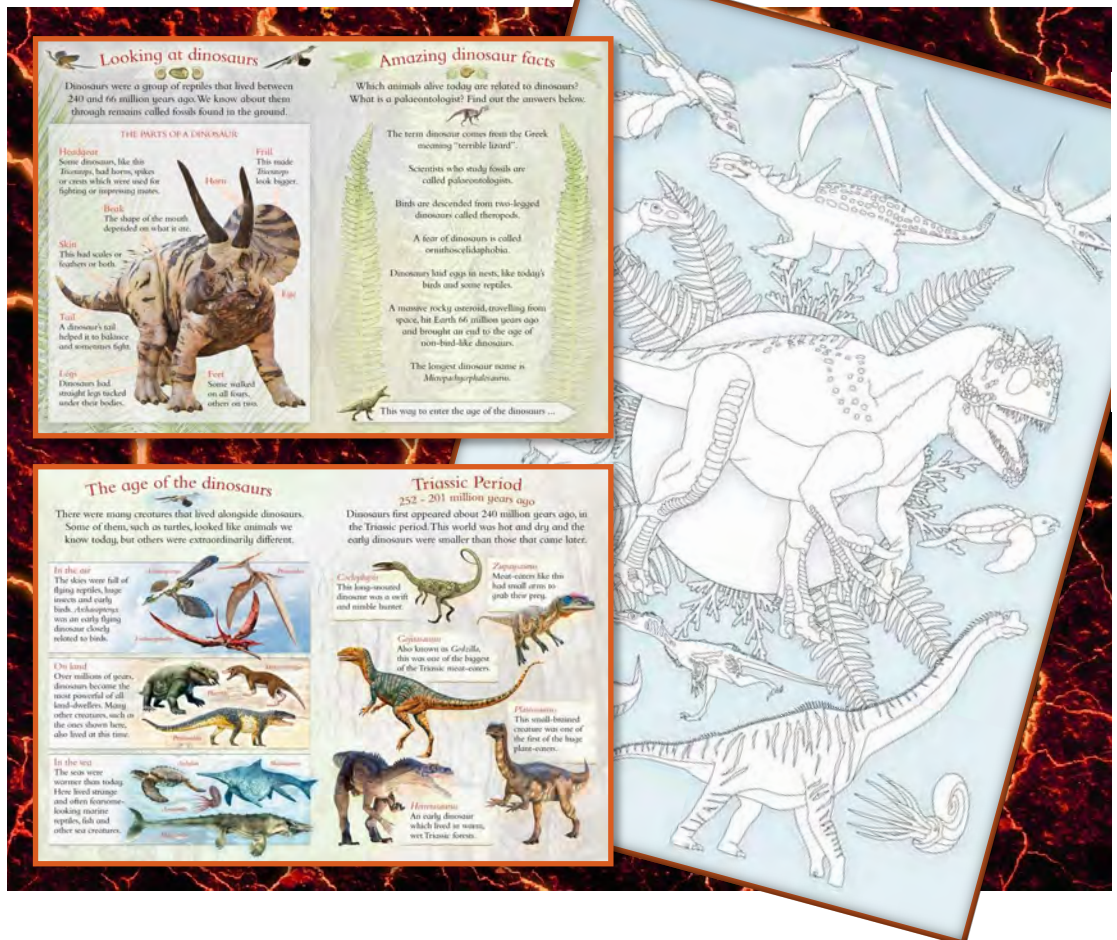 Looking at dinosaurs
Dinosaurs were a group of reptiles that lived between
240 and 66 million years ago. We know about them
through remains called fossils found in the ground.
THE PARTS OF A DINOSAUR
Headgear
Some dinosaurs, like this
Triceratops, had horns, spikes
or crests which were used for
fighting or impressing mates.
Frill
This made
Triceratops
look bigger.
Horn
Beak
The shape of the mouth
depended on what it ate.
Skin
This had scales or
feathers or both.
Eye
Tail
A dinosaur's tail
helped it to balance
and sometimes fight.
Legs
Dinosaurs had
straight legs tucked
under their bodies.
Feet
Some walked
on all fours,
others on two.
Amazing dinosaur facts
Which animals alive today are related to dinosaurs?
What is a palaeontologist? Find out the answers below.
The term dinosaur comes from the Greek
meaning "terrible lizard".
Scientists who study fossils are
called palaeontologists.
Birds are descended from two-legged
dinosaurs called theropods.
A fear of dinosaurs is called
ornithoscelidaphobia.
Dinosaurs laid eggs in nests, like today's
birds and some reptiles.
A massive rocky asteroid, travelling from
space, hit Earth 66 million years ago
and brought an end to the age of
non-bird-like dinosaurs.
The longest dinosaur name is
Micropachycephalosaurus.
This way to enter the age of the dinosaurs ...
The age of the dinosaurs
There were many creatures that lived alongside dinosaurs.
Some of them, such as turtles, looked like animals we
know today, but others were extraordinarily different.
In the air
The skies were full of
flying reptiles, huge
insects and early
birds. Archaeopteryx
was an early flying
dinosaur closely
related to birds.
On land
Over millions of years,
dinosaurs became the
most powerful of all
land-dwellers. Many
other creatures, such as
the ones shown here,
also lived at this time.
In the sea
The seas were
warmer than today.
Here lived strange
and often fearsome-
looking marine
reptiles, fish and
other sea creatures.
Triassic Period
252 - 201 million years ago
Dinosaurs first appeared about 240 million years ago, in
the Triassic period. This world was hot and dry and the
early dinosaurs were smaller than those that came later.
Coelophysis
This long-snouted
dinosaur was a swift
and nimble hunter.
Zupaysaurus
Meat-eaters like this
had small arms to
grab their prey.
Gojirasaurus
Also known as Godzilla,
this was one of the biggest
of the Triassic meat-eaters.
Plateosaurus
This small-brained
creature was one of
the first of the huge
plant-eaters.
Herrerasaurus
An early dinosaur
which lived in warm,
wet Triassic forests.